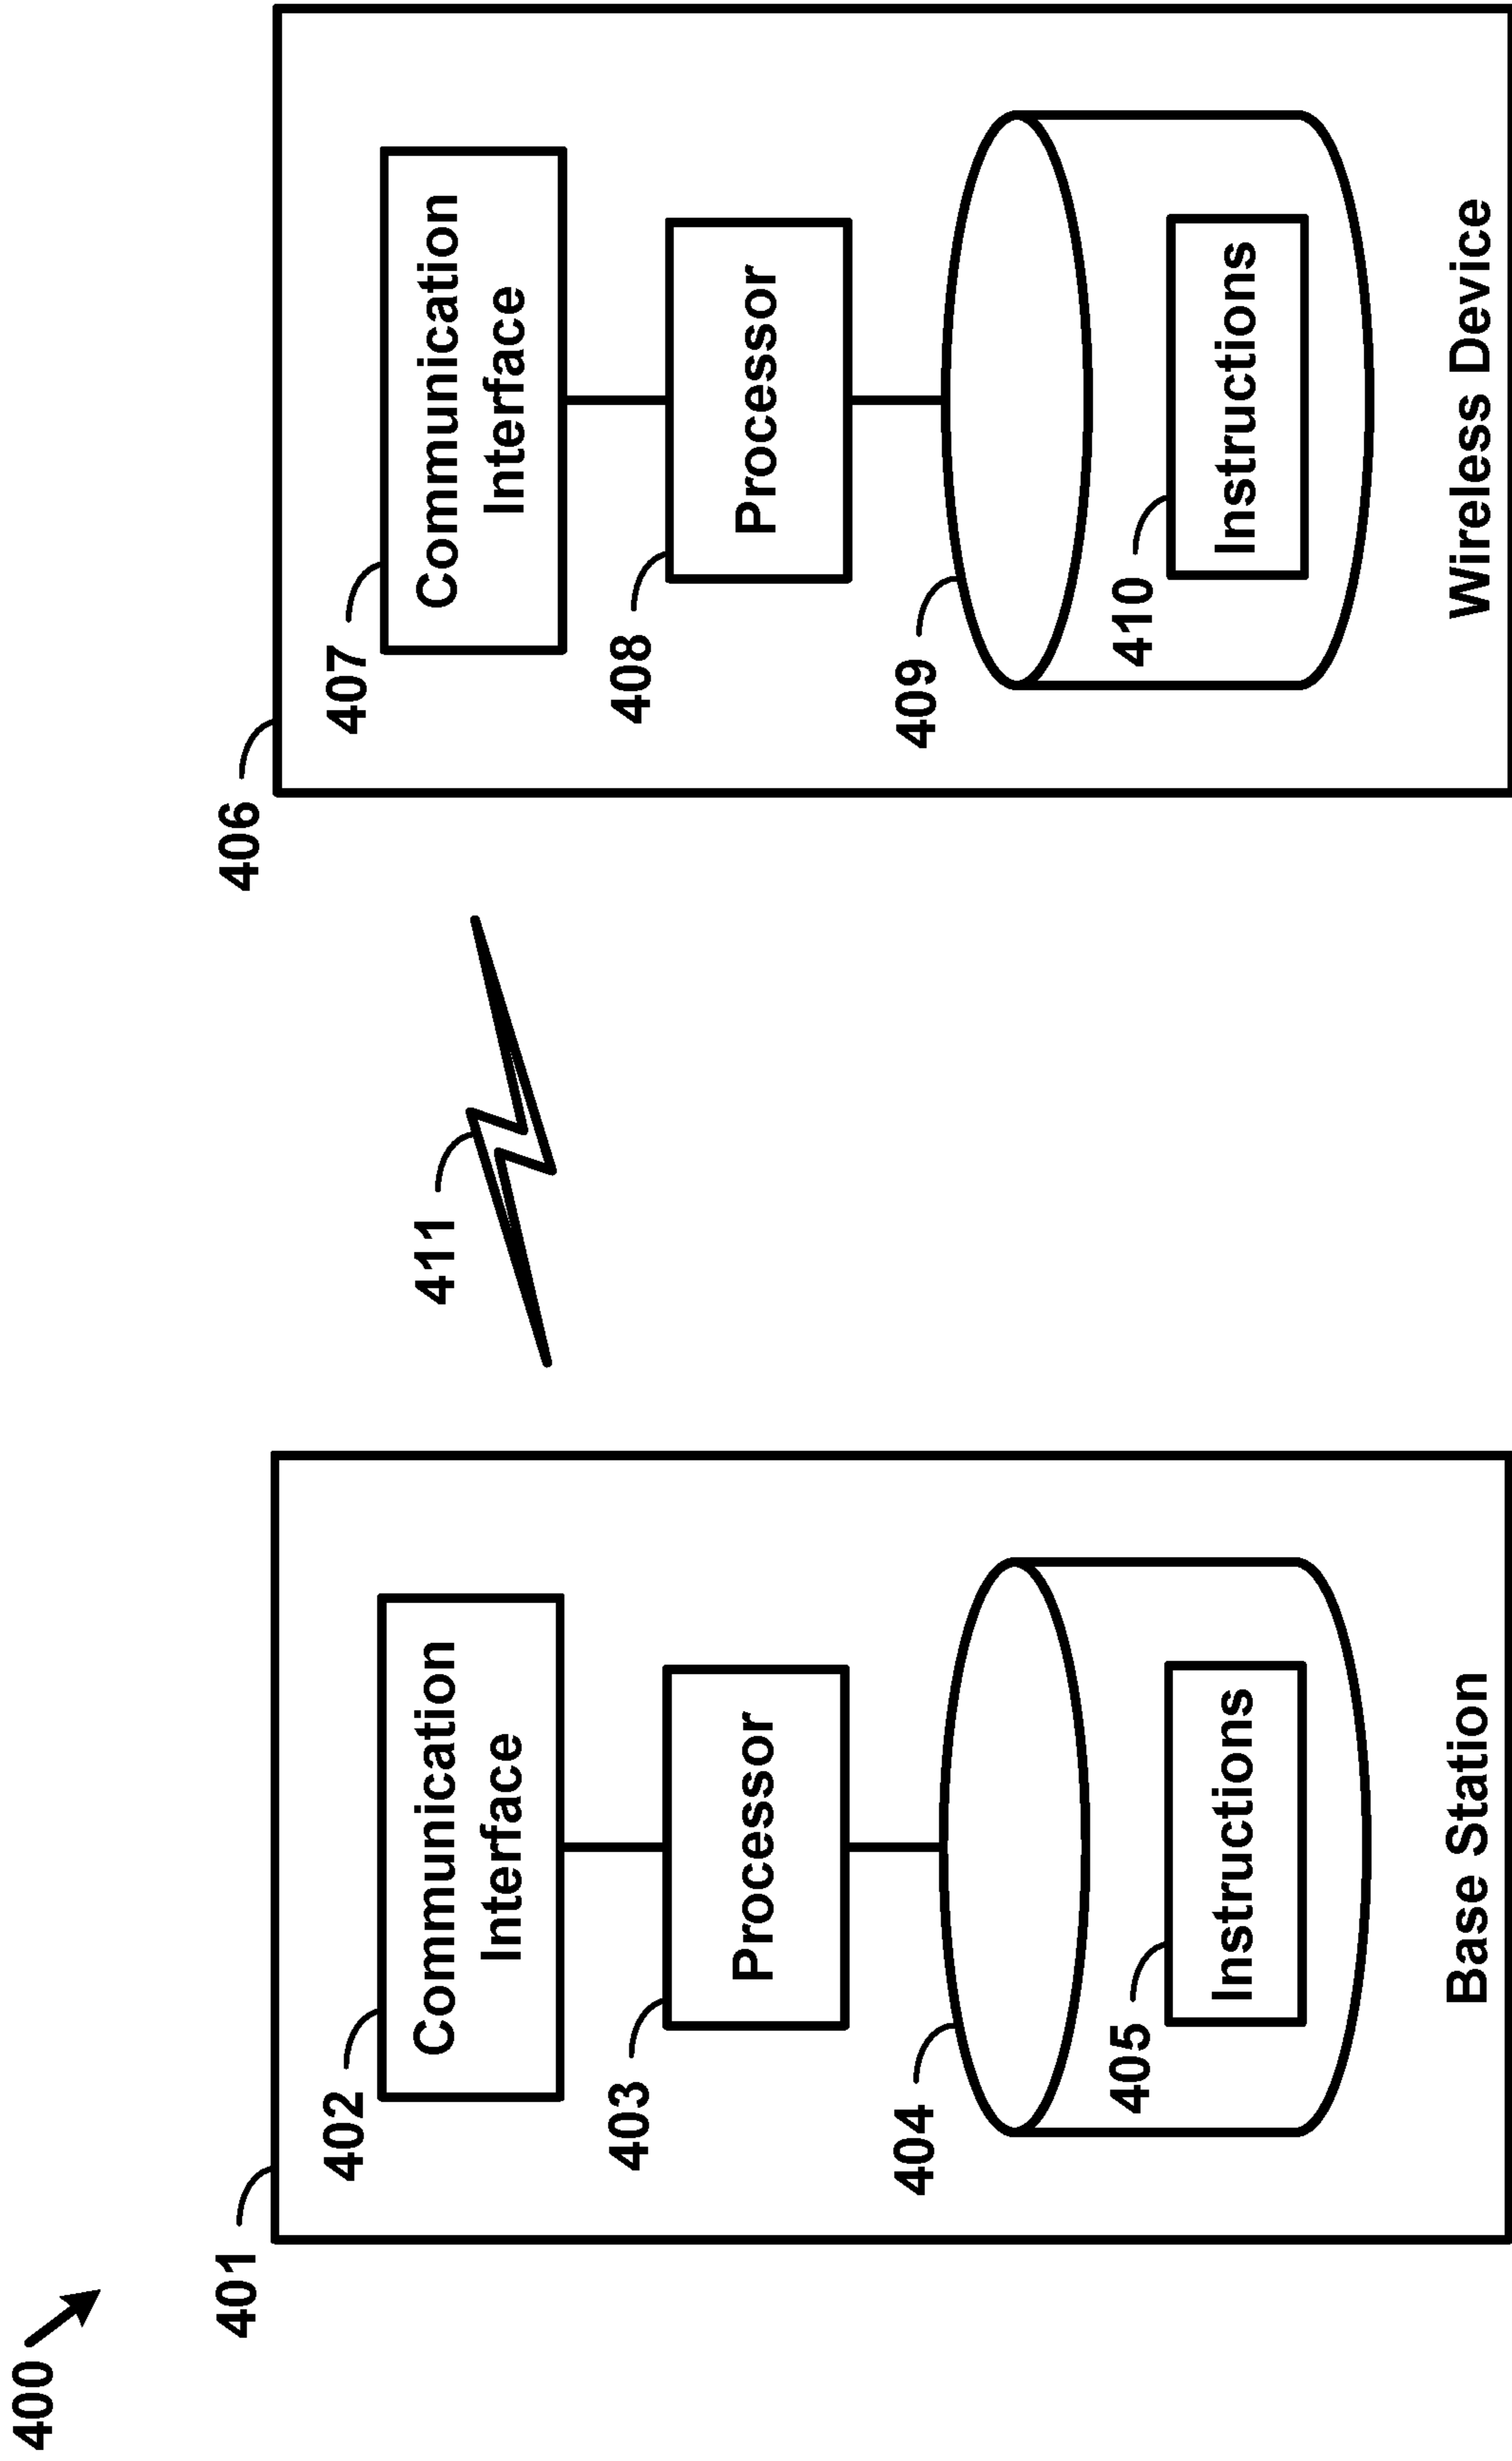 400
401
402
Communication
Interface
403
Processor
404
405
Instructions
Base Station
411
406
407
Communication
Interface
408
Processor
409
410
Instructions
Wireless Device